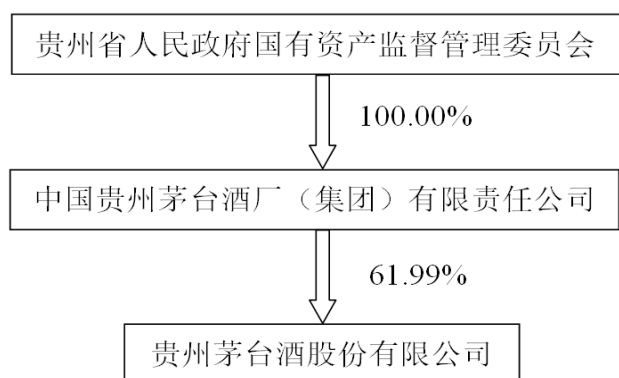 贵州省人民政府国有资产监督管理委员会
100.00%
中国贵州茅台酒厂（集团）有限责任公司
61.99%
贵州茅台酒股份有限公司